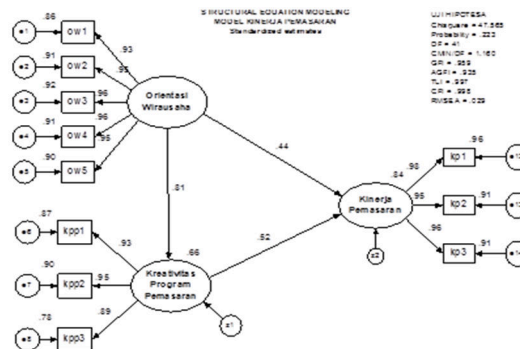 STRUCTURAL EQUATION MODELING
MODEL KINERJA PEMASARAN
Standardized estimates
UJI HIPOTESA
Chisquare = 47.565
Probability = .223
DF = 41
CMIN/DF = 1.160
GFI = .959
AGFI = .935
TLI = .997
CFI = .998
RMSEA = .029
.86
e1
ow1
.93
.91
e2
ow2
.95
.92
e3
ow3
.96
.91
e4
ow4
.96
.90
e5
ow5
.95
Orientasi
Wirausaha
.44
.81
.87
e6
kpp1
.93
.90
e7
kpp2
.95
.78
e8
kpp3
.89
.66
Kreativitas
Program
Pemasaran
z1
.52
.84
Kinerja
Pemasaran
z2
.98
.96
kp1
.95
.91
kp2
.96
.91
kp3